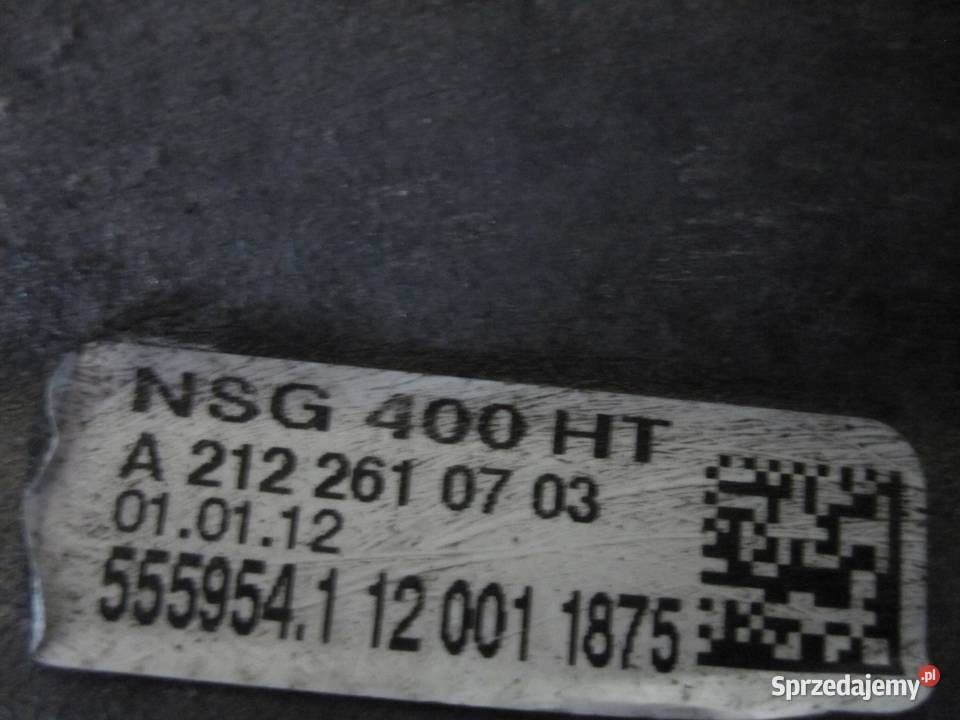 NSG 400 HT
A 212 261 07 03
01.01.12
555954.1 12 001 1875
Sprzedajemy.pl